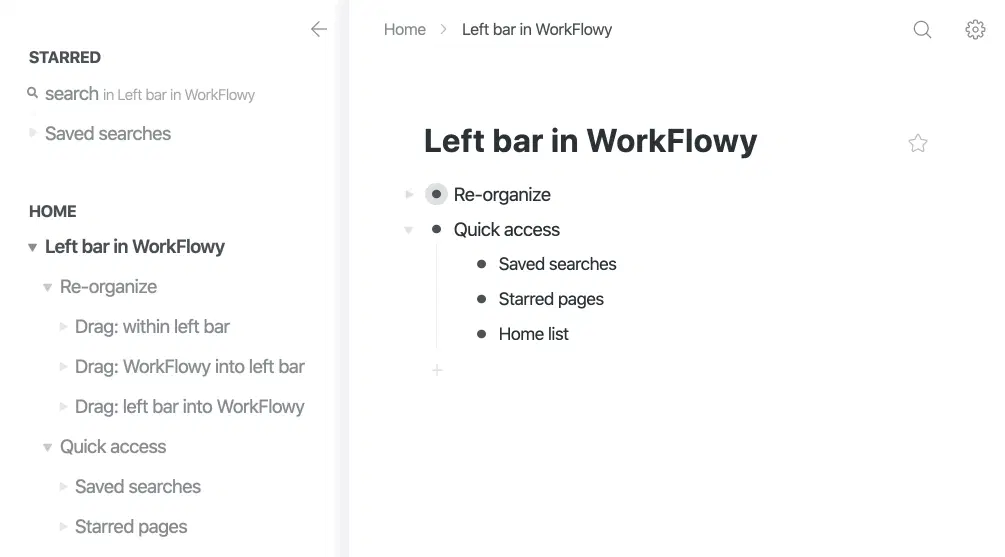 STARRED
search in Left bar in WorkFlowy
Saved searches
HOME
Left bar in WorkFlowy
Re-organize
Drag: within left bar
Drag: WorkFlowy into left bar
Drag: left bar into WorkFlowy
Quick access
Saved searches
Starred pages
Home > Left bar in WorkFlowy
Left bar in WorkFlowy
Re-organize
Quick access
Saved searches
Starred pages
Home list